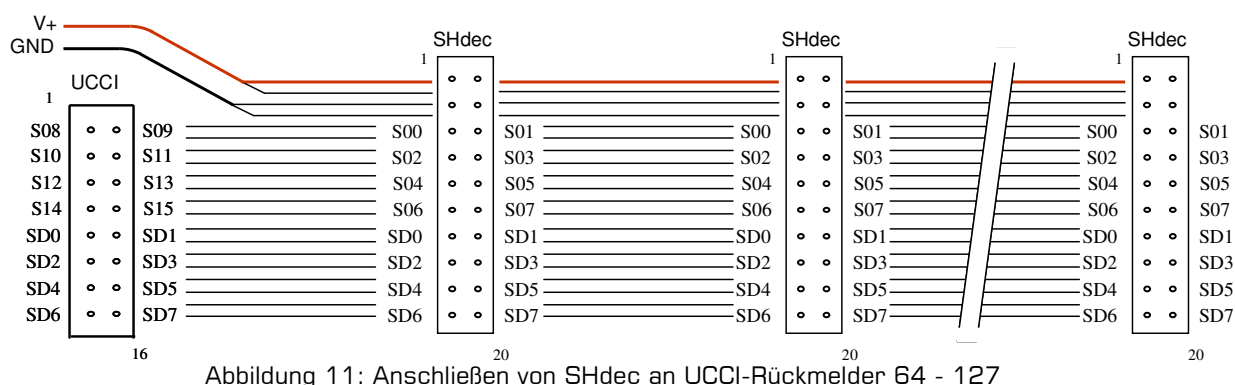 V+
GND
SHdec
SHdec
SHdec
1
1
1
UCCI
1
S08 S09 S00 S01 S00 S01 S00 S01
S10 S11 S02 S03 S02 S03 S02 S03
S12 S13 S04 S05 S04 S05 S04 S05
S14 S15 S06 S07 S06 S07 S06 S07
SD0 SD1 SD0 SD1 SD0 SD1 SD0 SD1
SD2 SD3 SD2 SD3 SD2 SD3 SD2 SD3
SD4 SD5 SD4 SD5 SD4 SD5 SD4 SD5
SD6 SD7 SD6 SD7 SD6 SD7 SD6 SD7
16 20 20 20
Abbildung 11: Anschließen von SHdec an UCCI-Rückmelder 64 - 127